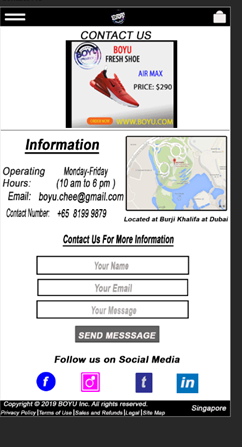 CONTACT US
BOYU
BOYU
FRESH SHOE
AIR MAX
PRICE: $290
WWW.BOYU.COM
Information
Operating Hours: Monday-Friday (10 am to 6 pm )
Email: boyu.chee@gmail.com
Contact Number: +65 8199 9879
Located at Burji Khalifa at Dubai
Contact Us For More Information
Your Name
Your Email
Your Message
SEND MESSSAGE
Follow us on Social Media
f
t
in
Copyright © 2019 BOYU Inc. All rights reserved.
Singapore
Privacy Policy|Terms of Use|Sales and Refunds|Legal|Site Map